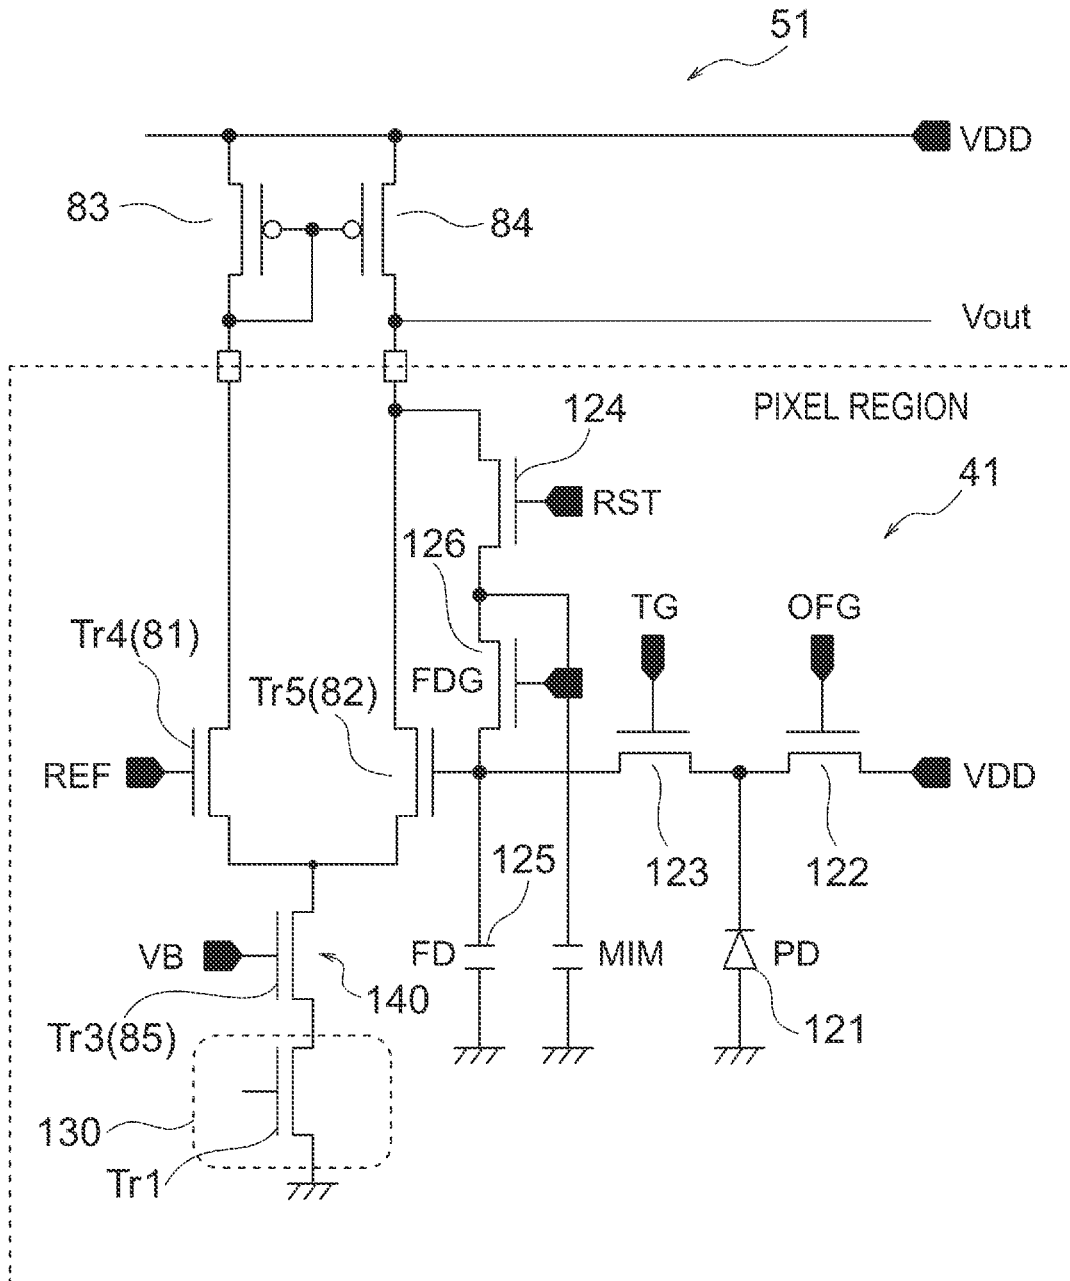 51
VDD
83
84
Vout
PIXEL REGION
124
41
RST
126
TG
OFG
Tr4(81)
FDG
Tr5(82)
REF
VDD
125
123
122
VB
FD
MIM
PD
140
Tr3(85)
121
130
Tr1